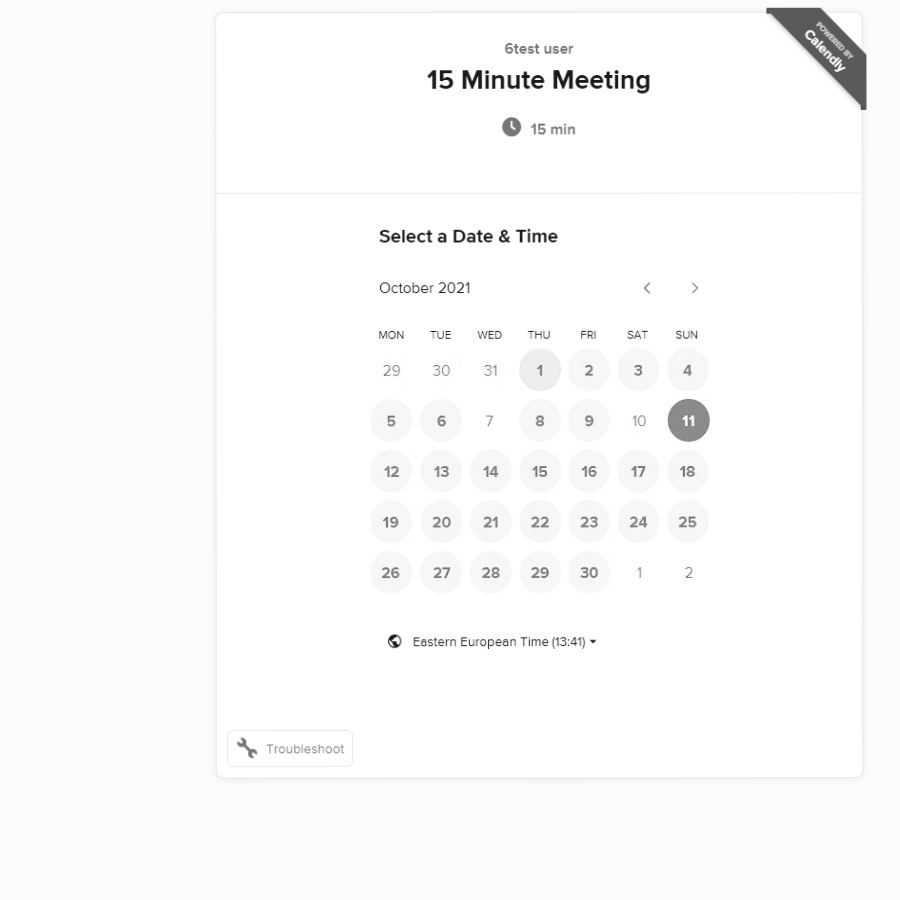 POWERED BY
Calendly
6test user
15 Minute Meeting
15 min
Select a Date & Time
October 2021
MON TUE WED THU FRI SAT SUN
29 30 31 1 2 3 4
5 6 7 8 9 10 11
12 13 14 15 16 17 18
19 20 21 22 23 24 25
26 27 28 29 30 1 2
Eastern European Time (13:41)
Troubleshoot